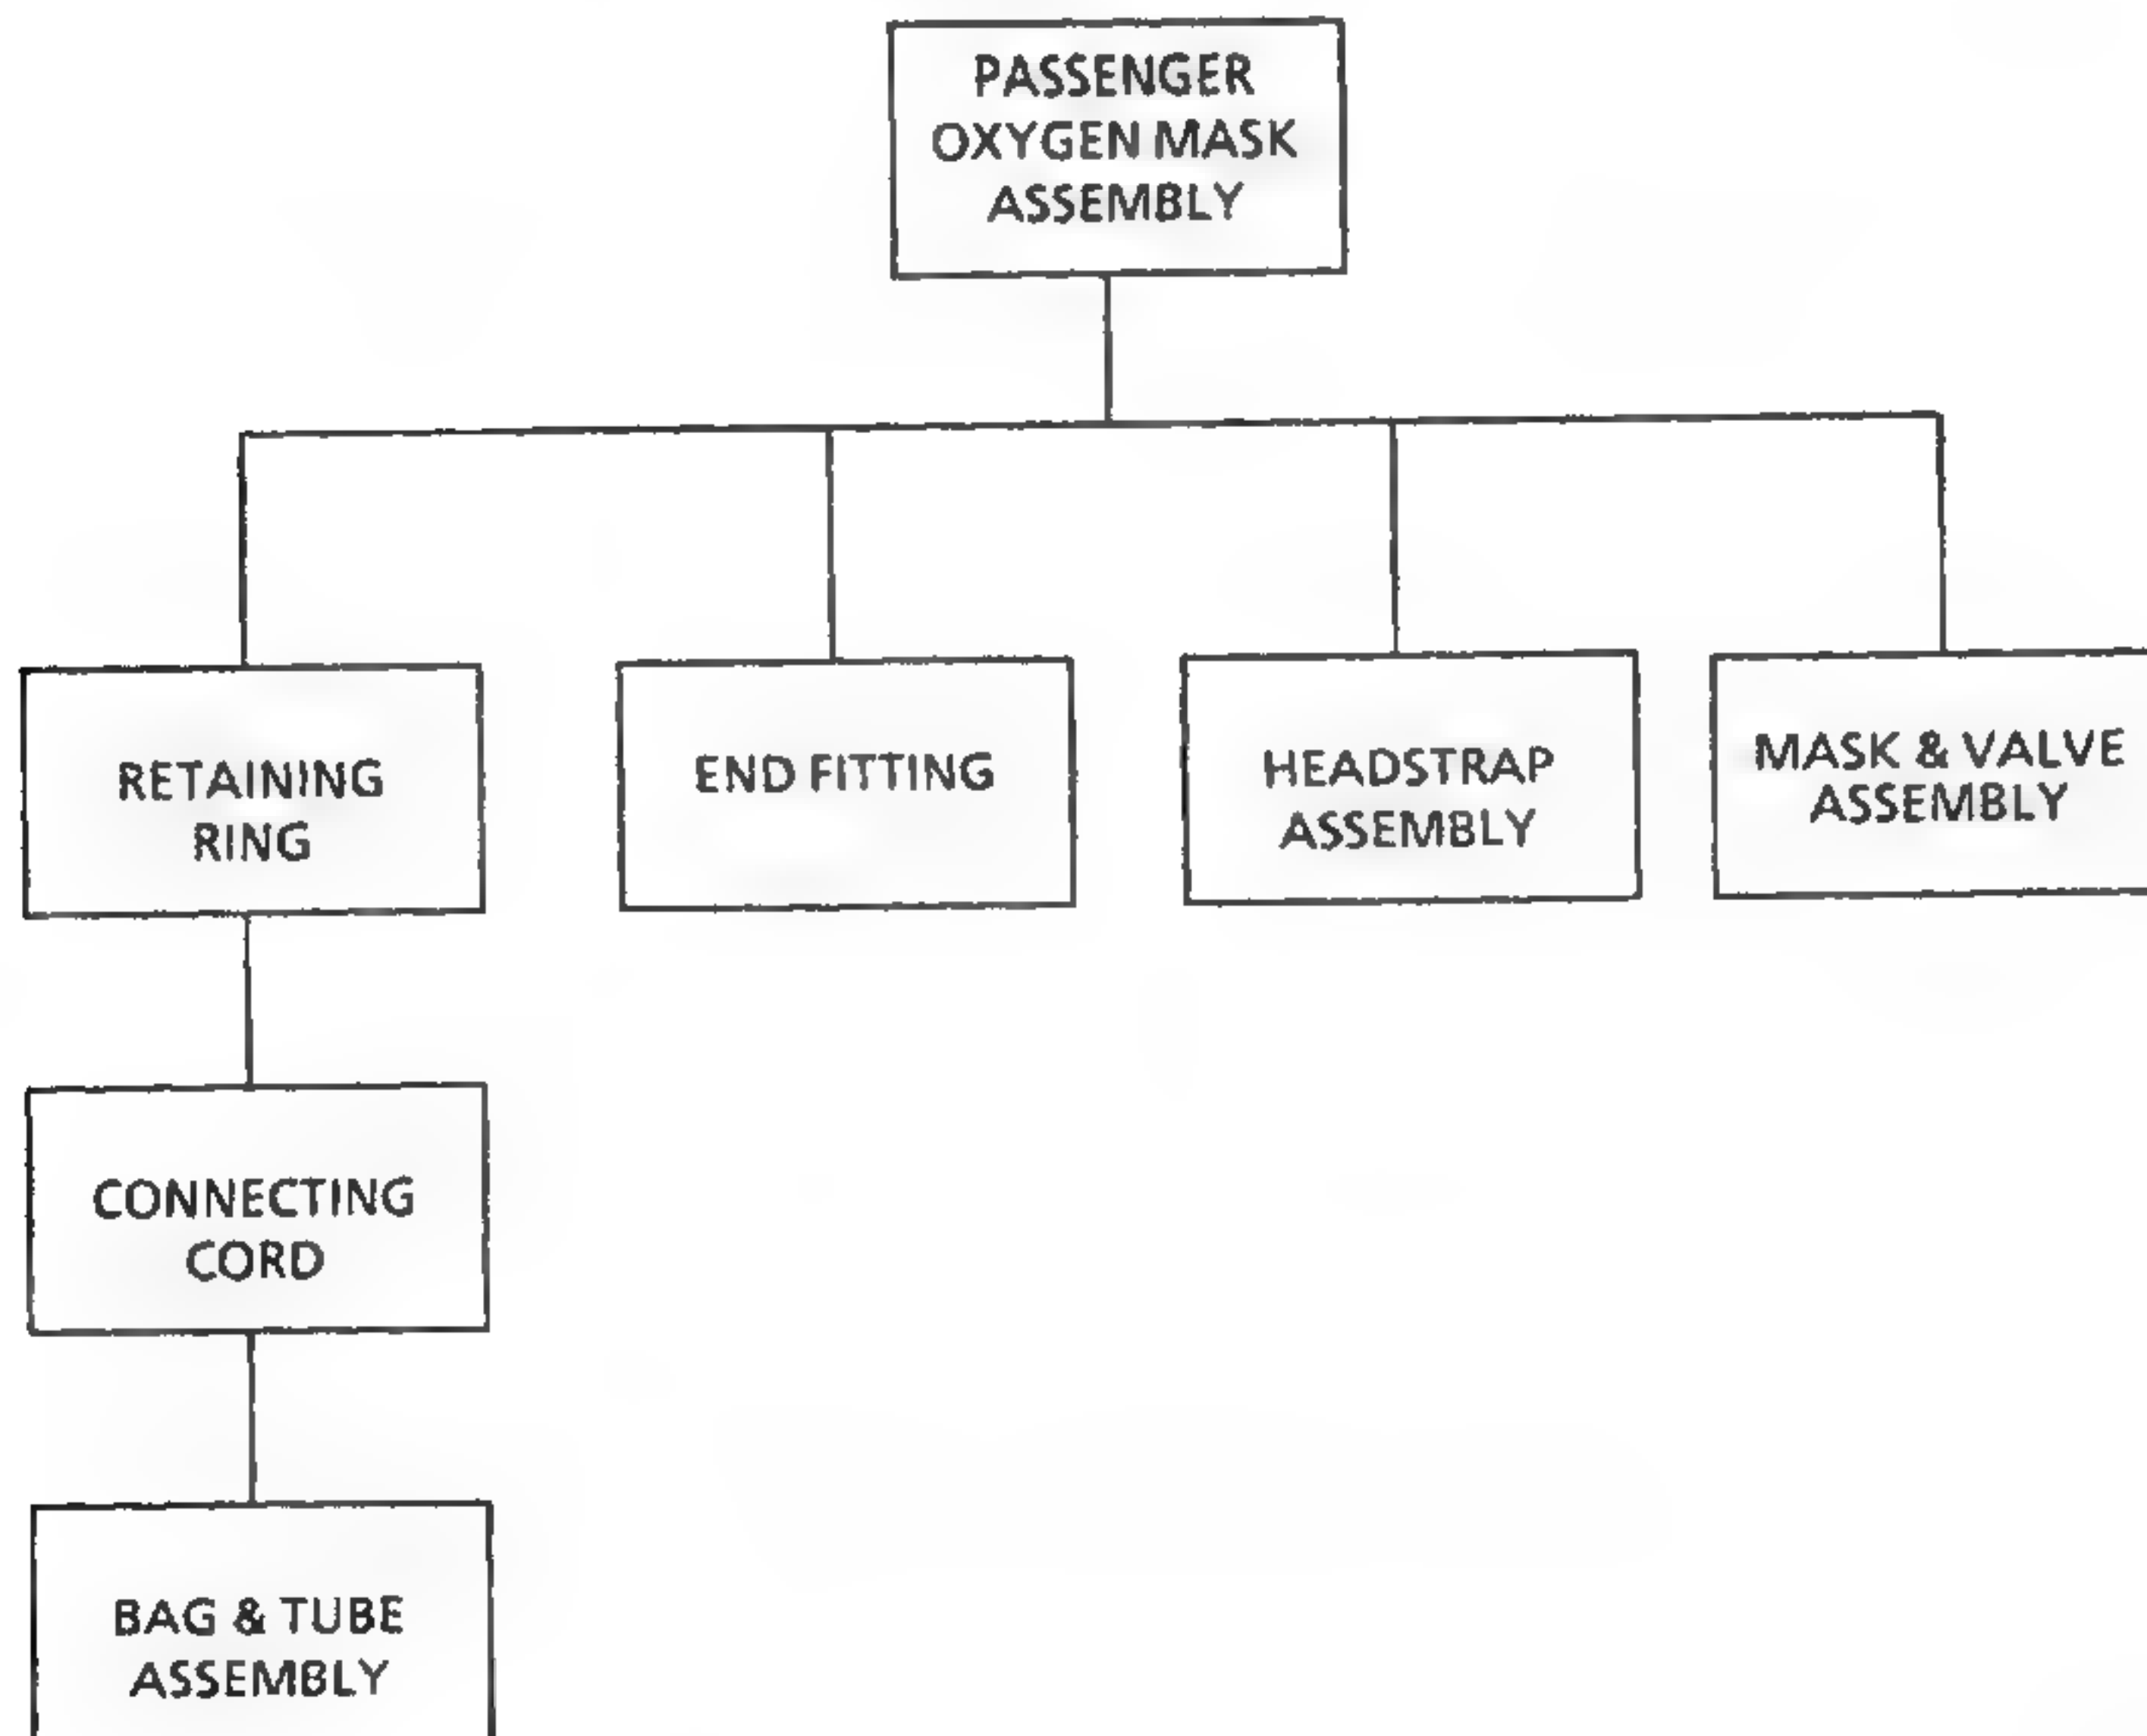 PASSENGER
OXYGEN MASK
ASSEMBLY
RETAINING
RING
END FITTING
HEADSTRAP
ASSEMBLY
MASK & VALVE
ASSEMBLY
CONNECTING
CORD
BAG & TUBE
ASSEMBLY